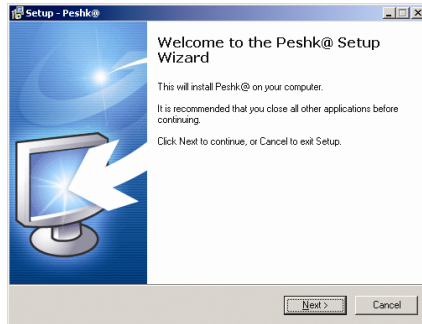 Setup - Peshk@
Welcome to the Peshk@ Setup
Wizard
This will install Peshk@ on your computer.
It is recommended that you close all other applications before
continuing.
Click Next to continue, or Cancel to exit Setup.
Next >
Cancel